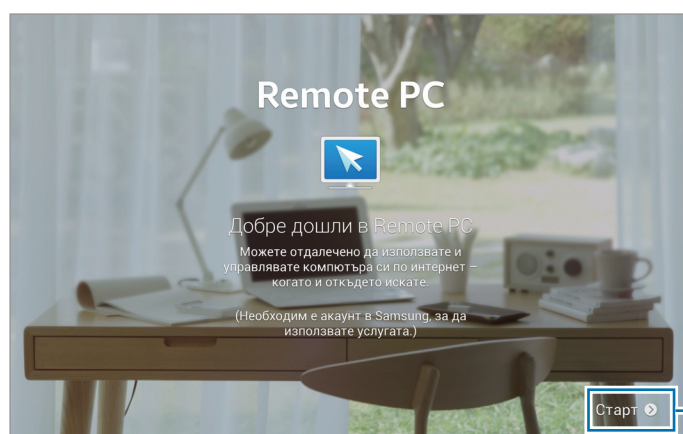 Remote PC
Добре дошли в Remote PC
Можете отдалечено да използвате и
управлявате компютъра си по интернет –
когато и откъдето искате.
(Необходим е акаунт в Samsung, за да
използвате услугата.)
Старт